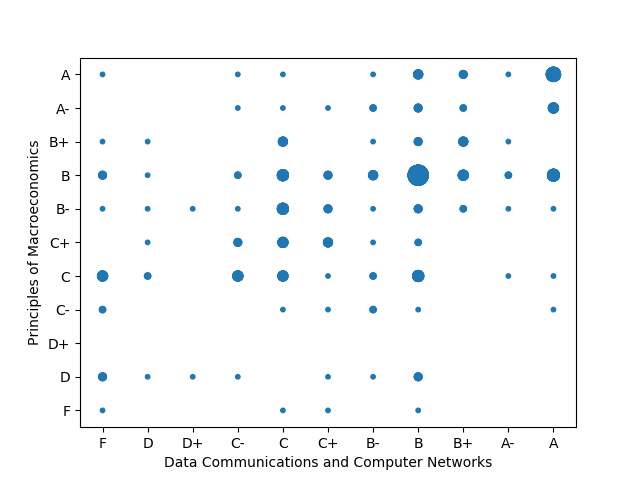 A
A-
B+
B
B-
C+
C
C-
D+
D
F
Principles of Macroeconomics
F D D+ C- C C+ B- B B+ A- A
Data Communications and Computer Networks